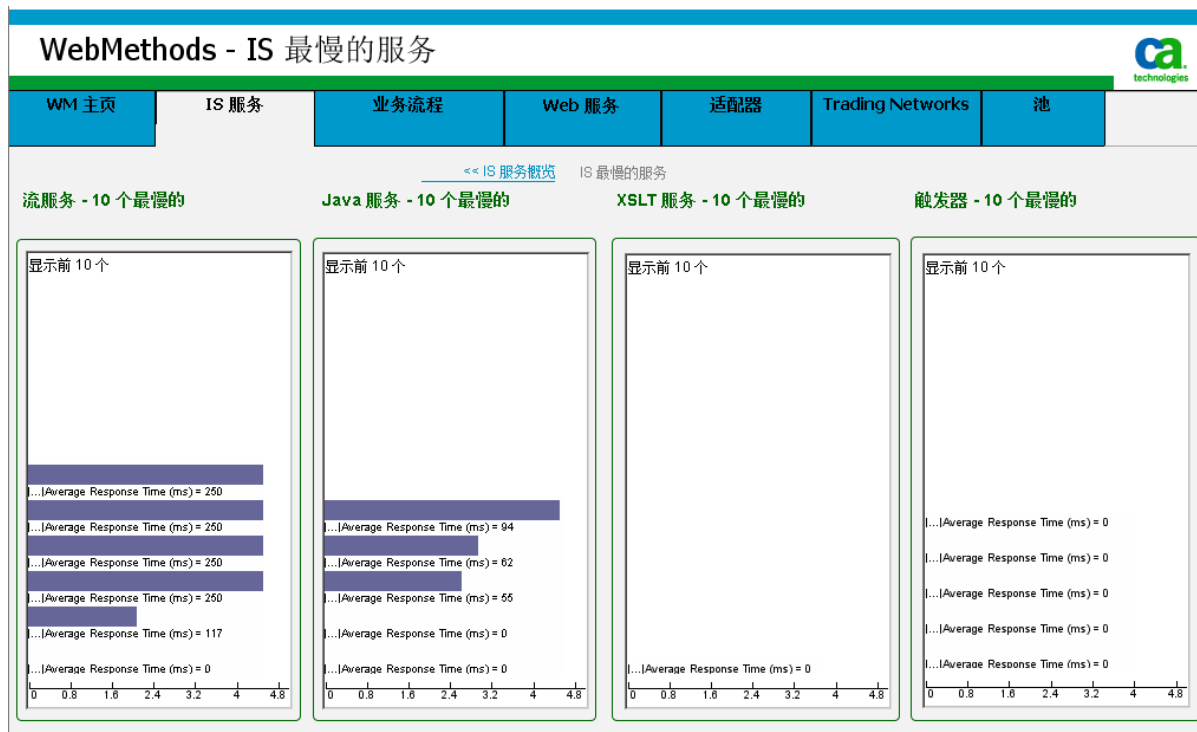 WebMethods - IS 最慢的服务
ca
technologies
WM 主页
IS 服务
业务流程
Web 服务
适配器
Trading Networks
池
<< IS 服务概览
IS 最慢的服务
流服务 - 10 个最慢的
Java 服务 - 10 个最慢的
XSLT 服务 - 10 个最慢的
触发器 - 10 个最慢的
显示前 10 个
|...|Average Response Time (ms) = 250
|...|Average Response Time (ms) = 250
|...|Average Response Time (ms) = 250
|...|Average Response Time (ms) = 250
|...|Average Response Time (ms) = 117
|...|Average Response Time (ms) = 0
0 0.8 1.6 2.4 3.2 4 4.8
显示前 10 个
|...|Average Response Time (ms) = 94
|...|Average Response Time (ms) = 62
|...|Average Response Time (ms) = 55
|...|Average Response Time (ms) = 0
|...|Average Response Time (ms) = 0
0 0.8 1.6 2.4 3.2 4 4.8
显示前 10 个
|...|Average Response Time (ms) = 0
0 0.8 1.6 2.4 3.2 4 4.8
显示前 10 个
|...|Average Response Time (ms) = 0
|...|Average Response Time (ms) = 0
|...|Average Response Time (ms) = 0
|...|Average Response Time (ms) = 0
|...|Average Response Time (ms) = 0
0 0.8 1.6 2.4 3.2 4 4.8